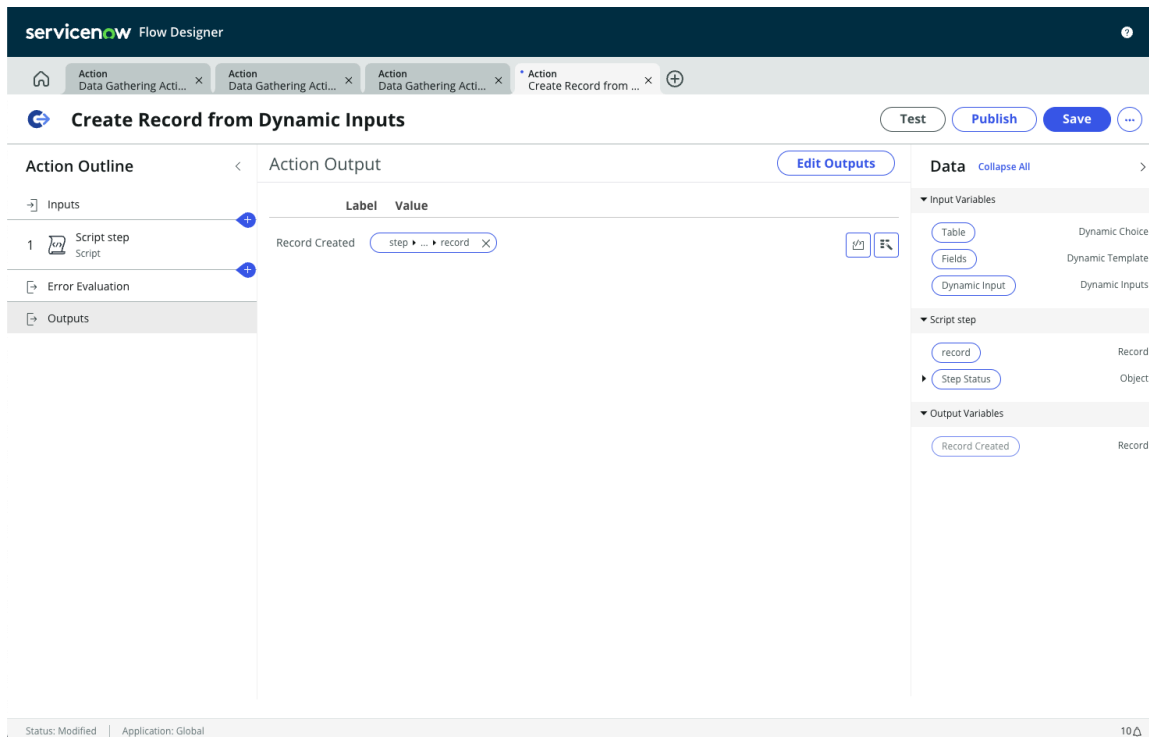 servicenow Flow Designer
Action
Data Gathering Acti...
Action
Data Gathering Acti...
Action
Data Gathering Acti...
Action
Create Record from ...
Create Record from Dynamic Inputs
Test
Publish
Save
Action Outline
Inputs
1
Script step
Script
Error Evaluation
Outputs
Action Output
Edit Outputs
Label Value
Record Created
step ▸ ... ▸ record
Data Collapse All
Input Variables
Table Dynamic Choice
Fields Dynamic Template
Dynamic Input Dynamic Inputs
Script step
record Record
Step Status Object
Output Variables
Record Created Record
Status: Modified | Application: Global
10